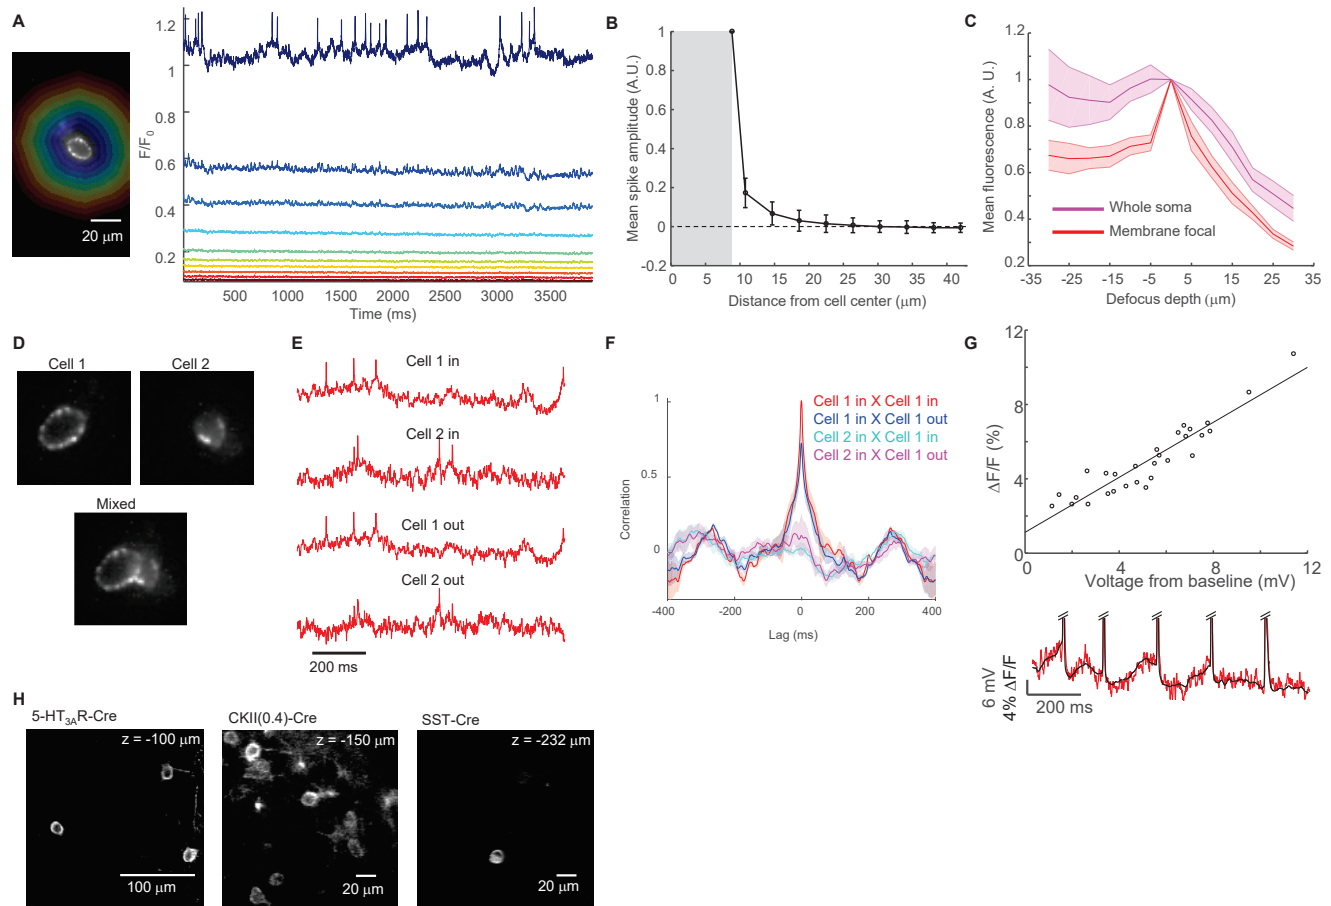 A
20 μm
F/F0
1.2
1
0.8
0.6
0.4
0.2
500 1000 1500 2000 2500 3000 3500
Time (ms)
B
Mean spike amplitude (A.U.)
1
0.8
0.6
0.4
0.2
0
-0.2
0 5 10 15 20 25 30 35 40
Distance from cell center (μm)
C
Mean fluorescence (A. U.)
1.2
1
0.8
0.6
0.4
0.2
Whole soma
Membrane focal
-35 -25 -15 -5 5 15 25 35
Defocus depth (μm)
D
Cell 1
Cell 2
Mixed
E
Cell 1 in
Cell 2 in
Cell 1 out
Cell 2 out
200 ms
F
Cell 1 in X Cell 1 in
Cell 1 in X Cell 1 out
Cell 2 in X Cell 1 in
Cell 2 in X Cell 1 out
Correlation
1
0.5
0
-400 -200 0 200 400
Lag (ms)
G
ΔF/F (%)
12
8
4
0
0 4 8 12
Voltage from baseline (mV)
6 mV
4% ΔF/F
200 ms
H
5-HT3AR-Cre
z = -100 μm
100 μm
CKII(0.4)-Cre
z = -150 μm
20 μm
SST-Cre
z = -232 μm
20 μm